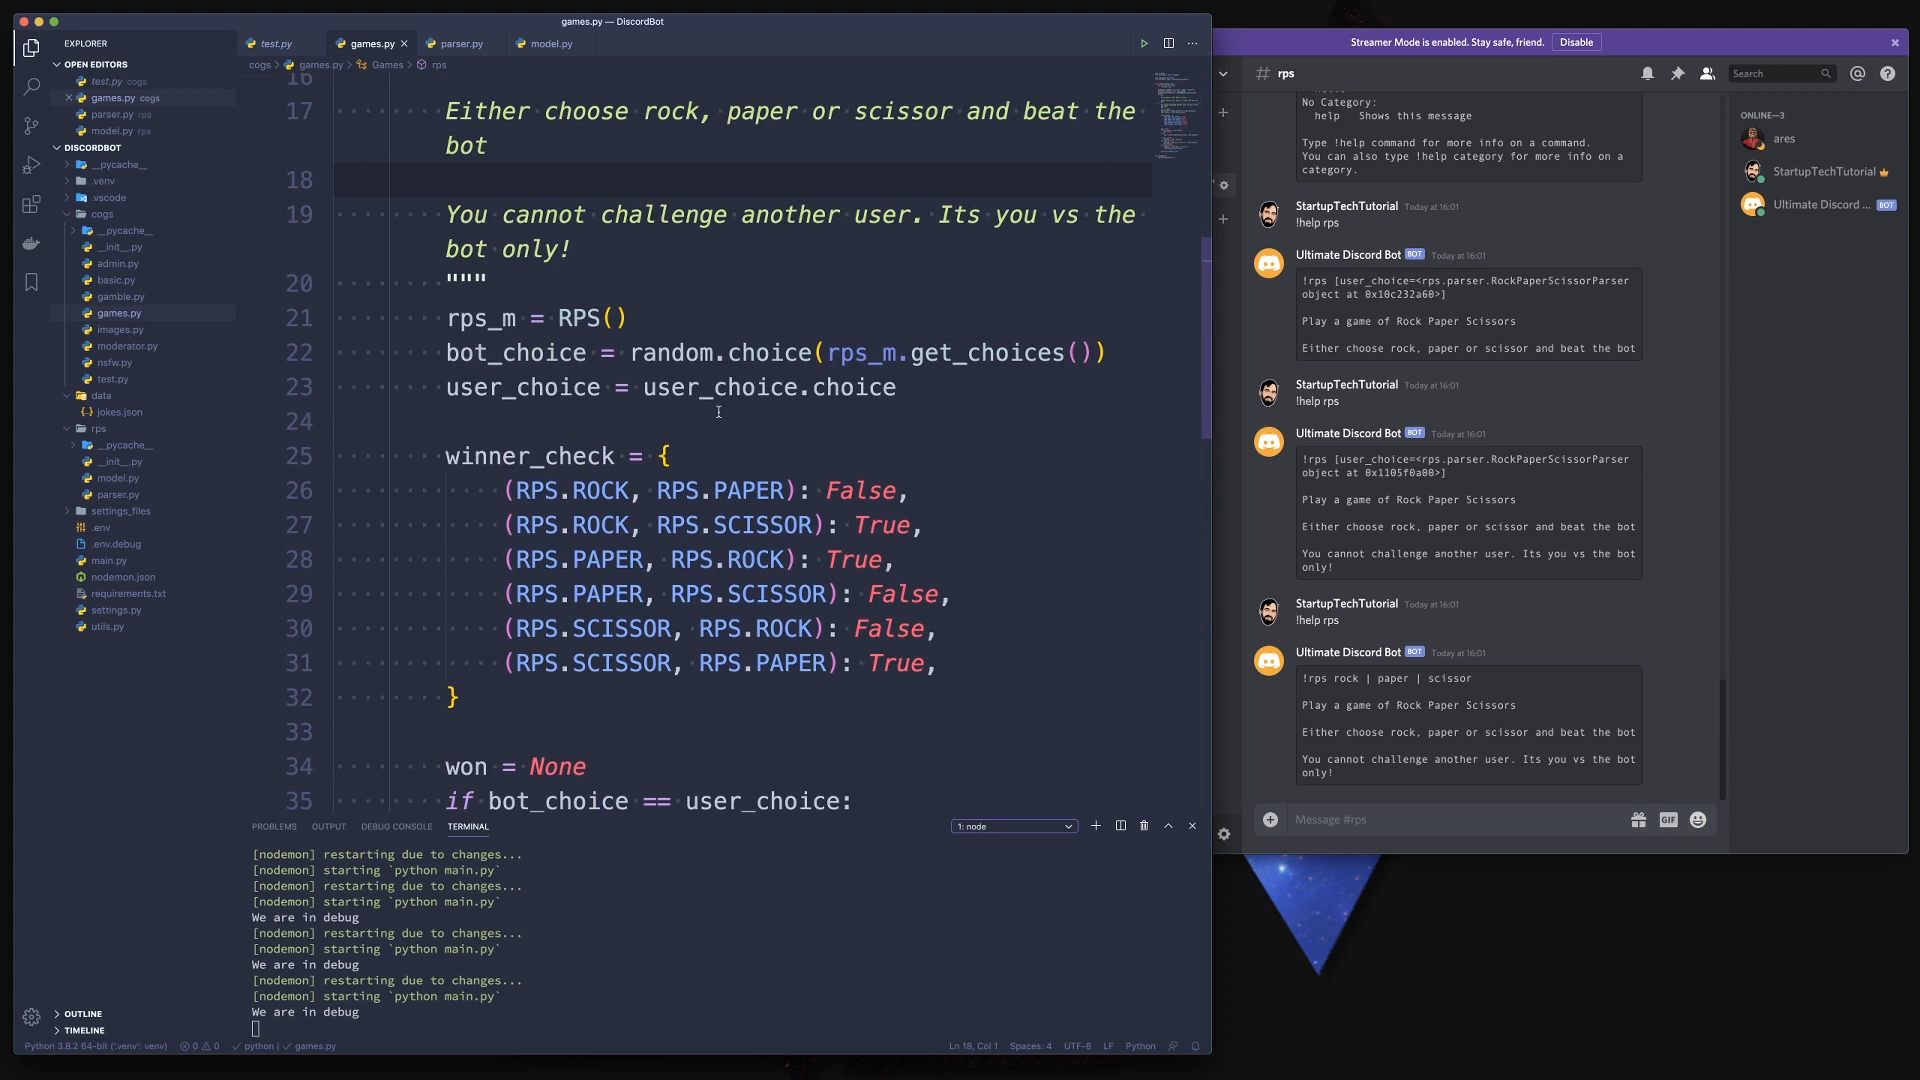 games.py — DiscordBot
EXPLORER
OPEN EDITORS
test.py cogs
games.py cogs
parser.py rps
model.py rps
DISCORDBOT
__pycache__
.venv
.vscode
cogs
__pycache__
__init__.py
admin.py
basic.py
gamble.py
games.py
images.py
moderator.py
nsfw.py
test.py
data
jokes.json
rps
__pycache__
__init__.py
model.py
parser.py
settings_files
.env
.env.debug
main.py
nodemon.json
requirements.txt
settings.py
utils.py
OUTLINE
TIMELINE
test.py games.py parser.py model.py
cogs > games.py > Games > rps
16
17 Either choose rock, paper or scissor and beat the
bot
18
19 You cannot challenge another user. Its you vs the
bot only!
20 """
21 rps_m = RPS()
22 bot_choice = random.choice(rps_m.get_choices())
23 user_choice = user_choice.choice
24
25 winner_check = {
26 (RPS.ROCK, RPS.PAPER): False,
27 (RPS.ROCK, RPS.SCISSOR): True,
28 (RPS.PAPER, RPS.ROCK): True,
29 (RPS.PAPER, RPS.SCISSOR): False,
30 (RPS.SCISSOR, RPS.ROCK): False,
31 (RPS.SCISSOR, RPS.PAPER): True,
32 }
33
34 won = None
35 if bot_choice == user_choice:
PROBLEMS OUTPUT DEBUG CONSOLE TERMINAL 1: node
[nodemon] restarting due to changes...
[nodemon] starting `python main.py`
[nodemon] restarting due to changes...
[nodemon] starting `python main.py`
We are in debug
[nodemon] restarting due to changes...
[nodemon] starting `python main.py`
We are in debug
[nodemon] restarting due to changes...
[nodemon] starting `python main.py`
We are in debug
Python 3.8.2 64-bit ('.venv': venv) 0 0 python | games.py Ln 18, Col 1 Spaces: 4 UTF-8 LF Python
Streamer Mode is enabled. Stay safe, friend. Disable
# rps Search
No Category:
help Shows this message
Type !help command for more info on a command.
You can also type !help category for more info on a
category.
StartupTechTutorial Today at 16:01
!help rps
Ultimate Discord Bot BOT Today at 16:01
!rps [user_choice=<rps.parser.RockPaperScissorParser
object at 0x10c232a60>]
Play a game of Rock Paper Scissors
Either choose rock, paper or scissor and beat the bot
StartupTechTutorial Today at 16:01
!help rps
Ultimate Discord Bot BOT Today at 16:01
!rps [user_choice=<rps.parser.RockPaperScissorParser
object at 0x1105f0a00>]
Play a game of Rock Paper Scissors
Either choose rock, paper or scissor and beat the bot
You cannot challenge another user. Its you vs the bot
only!
StartupTechTutorial Today at 16:01
!help rps
Ultimate Discord Bot BOT Today at 16:01
!rps rock | paper | scissor
Play a game of Rock Paper Scissors
Either choose rock, paper or scissor and beat the bot
You cannot challenge another user. Its you vs the bot
only!
Message #rps GIF
ONLINE—3
ares
StartupTechTutorial
Ultimate Discord ... BOT